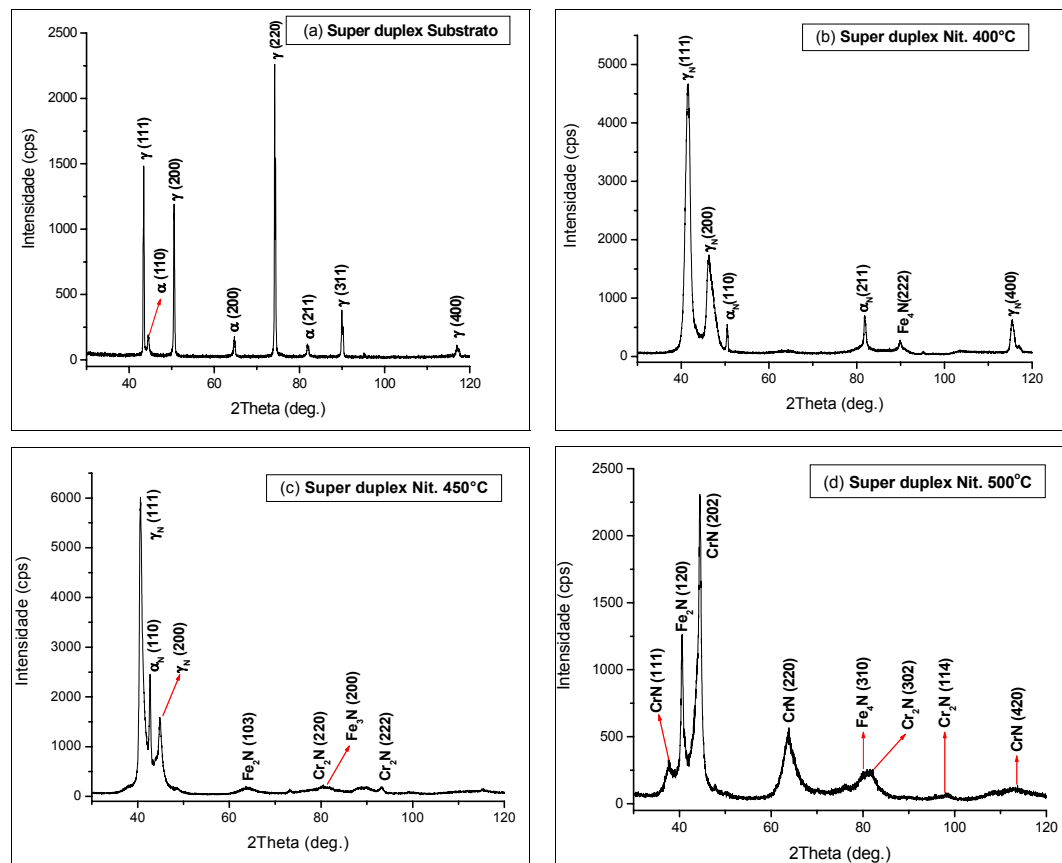 (a) Super duplex Substrato
Intensidade (cps)
2500
2000
1500
1000
500
0
γ (111)
α (110)
γ (200)
α (200)
γ (220)
α (211)
γ (311)
γ (400)
40 60 80 100 120
2Theta (deg.)
(b) Super duplex Nit. 400°C
Intensidade (cps)
5000
4000
3000
2000
1000
0
γN(111)
γN(200)
αN(110)
αN(211)
Fe4N(222)
γN(400)
40 60 80 100 120
2Theta (deg.)
(c) Super duplex Nit. 450°C
Intensidade (cps)
6000
5000
4000
3000
2000
1000
0
γN (111)
αN (110)
γN (200)
Fe2N (103)
Cr2N (220)
Fe3N (200)
Cr2N (222)
40 60 80 100 120
2Theta (deg.)
(d) Super duplex Nit. 500°C
Intensidade (cps)
2500
2000
1500
1000
500
0
CrN (111)
Fe2N (120)
CrN (202)
CrN (220)
Fe4N (310)
Cr2N (302)
Cr2N (114)
CrN (420)
40 60 80 100 120
2Theta (deg.)